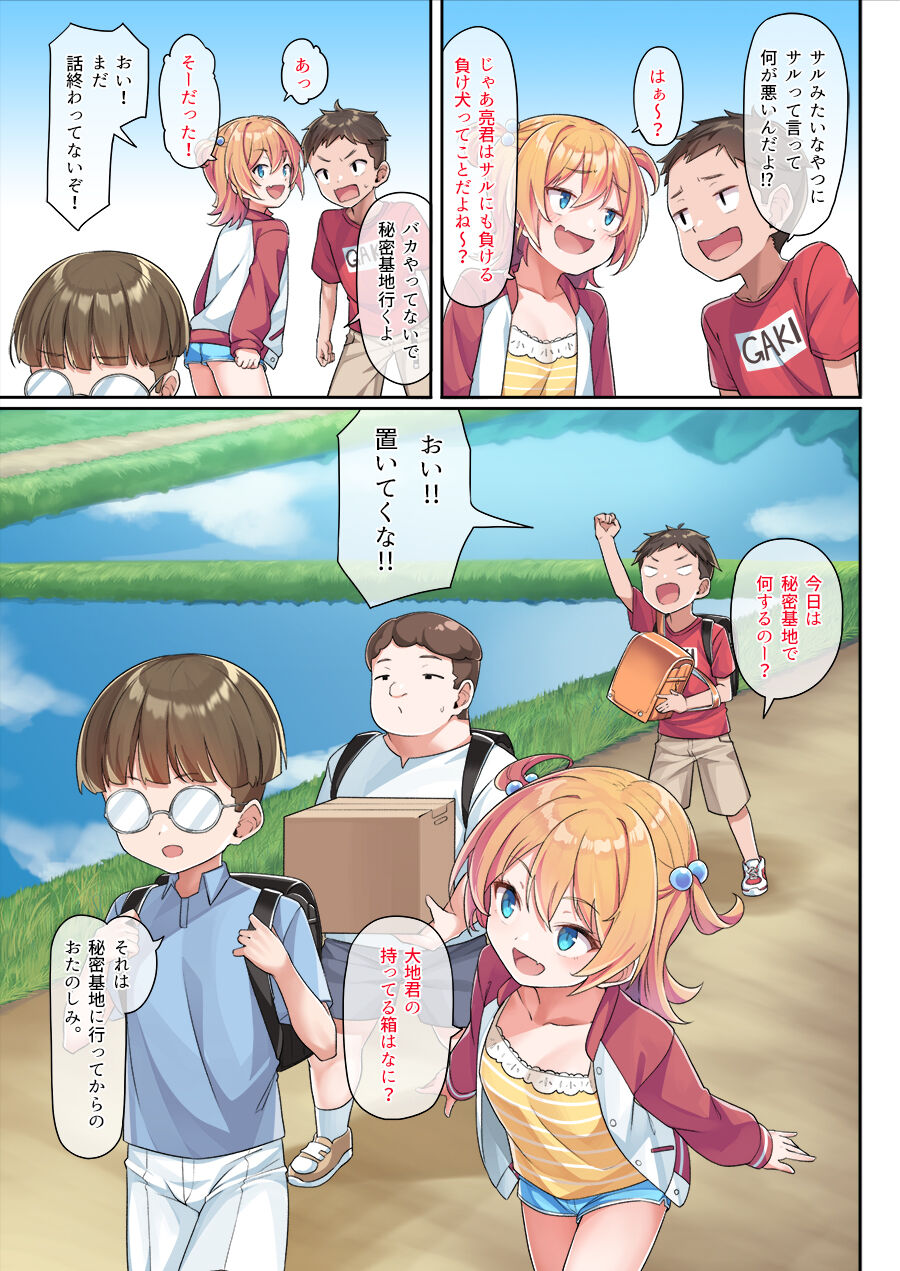 サルみたいなやつに
サルって言って
何が悪いんだよ!?
はぁ～?
じゃあ亮君はサルにも負ける
負け犬ってことだよね～?
GAKI
あっ
そーだった!
バカやってないで
秘密基地行くよ
おい!
まだ
話終わってないぞ!
GAKI
おい!!
置いてくな!!
今日は
秘密基地で
何するのー?
GAKI
大地君の
持ってる箱はなに?
それは
秘密基地に行ってからの
おたのしみ。